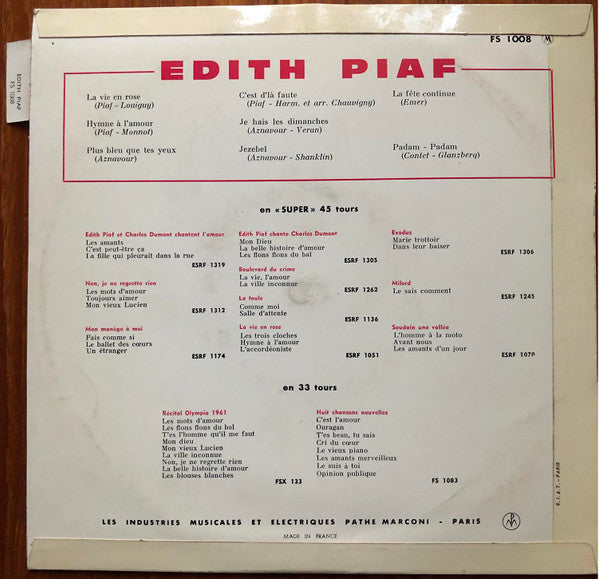 FS 1008 M
EDITH PIAF
FS 1008
EDITH PIAF
La vie en rose
(Piaf - Louiguy)
Hymne à l'amour
(Piaf - Monnot)
Plus bleu que tes yeux
(Aznavour)
C'est d'là faute
(Piaf - Harm. et arr. Chauvigny)
Je hais les dimanches
(Aznavour - Veran)
Jezebel
(Aznavour - Shanklin)
La fête continue
(Emer)
Padam - Padam
(Contet - Glanzberg)
en « SUPER » 45 tours
Edith Piaf et Charles Dumont chantent l'amour
Les amants
C'est peut-être ça
La fille qui pleurait dans la rue
ESRF 1319
Non, je ne regrette rien
Les mots d'amour
Toujours aimer
Mon vieux Lucien
ESRF 1312
Mon manège à moi
Fais comme si
Le ballet des cœurs
Un étranger
ESRF 1174
Edith Piaf chante Charles Dumont
Mon Dieu
La belle histoire d'amour
Les flons flons du bal
ESRF 1305
Boulevard du crime
La vie, l'amour
La ville inconnue
ESRF 1262
La foule
Comme moi
Salle d'attente
ESRF 1136
La vie en rose
Les trois cloches
Hymne à l'amour
L'accordéoniste
ESRF 1051
Exodus
Marie trottoir
Dans leur baiser
ESRF 1306
Milord
Je sais comment
ESRF 1245
Soudain une vallée
L'homme à la moto
Avant nous
Les amants d'un jour
ESRF 1070
en 33 tours
Récital Olympia 1961
Les mots d'amour
Les flons flons du bal
T'es l'homme qu'il me faut
Mon dieu
Mon vieux Lucien
La ville inconnue
Non, je ne regrette rien
La belle histoire d'amour
Les blouses blanches
FSX 133
Huit chansons nouvelles
C'est l'amour
Ouragan
T'es beau, tu sais
Cri du cœur
Le vieux piano
Les amants merveilleux
Je suis à toi
Opinion publique
FS 1083
LES INDUSTRIES MUSICALES ET ELECTRIQUES PATHE MARCONI - PARIS
MADE IN FRANCE